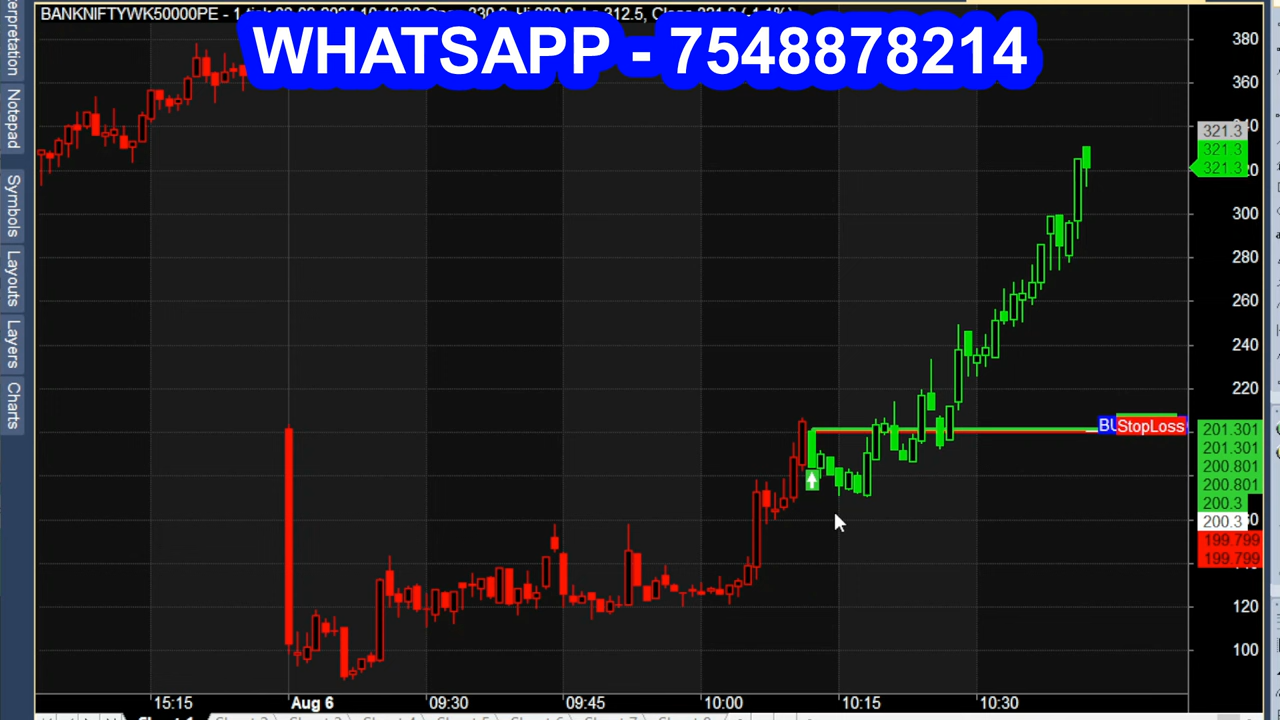 BANKNIFTYWK50000PE - 1
WHATSAPP - 7548878214
erpretation
Notepad
Symbols
Layouts
Layers
Charts
380
360
321.3
321.3
321.3
300
280
260
240
220
BU
StopLoss
201.301
201.301
200.801
200.801
200.3
200.3
199.799
199.799
120
100
15:15
Aug 6
09:30
09:45
10:00
10:15
10:30